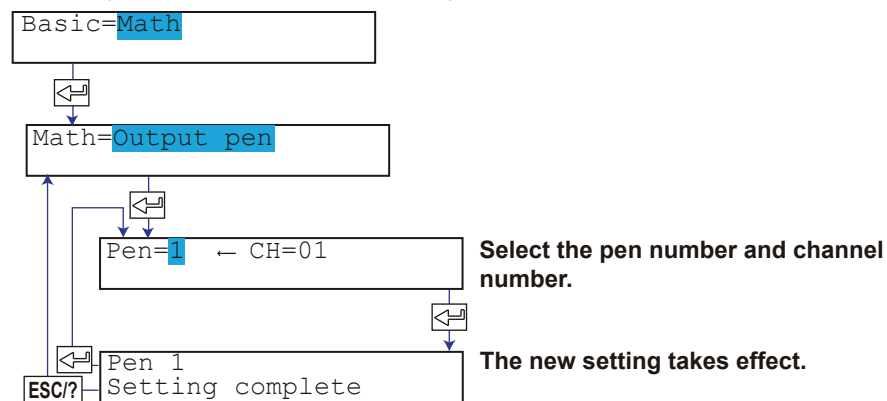 Basic=Math
Math=Output pen
Pen=1 ← CH=01
Select the pen number and channel
number.
Pen 1
Setting complete
The new setting takes effect.
ESC/?